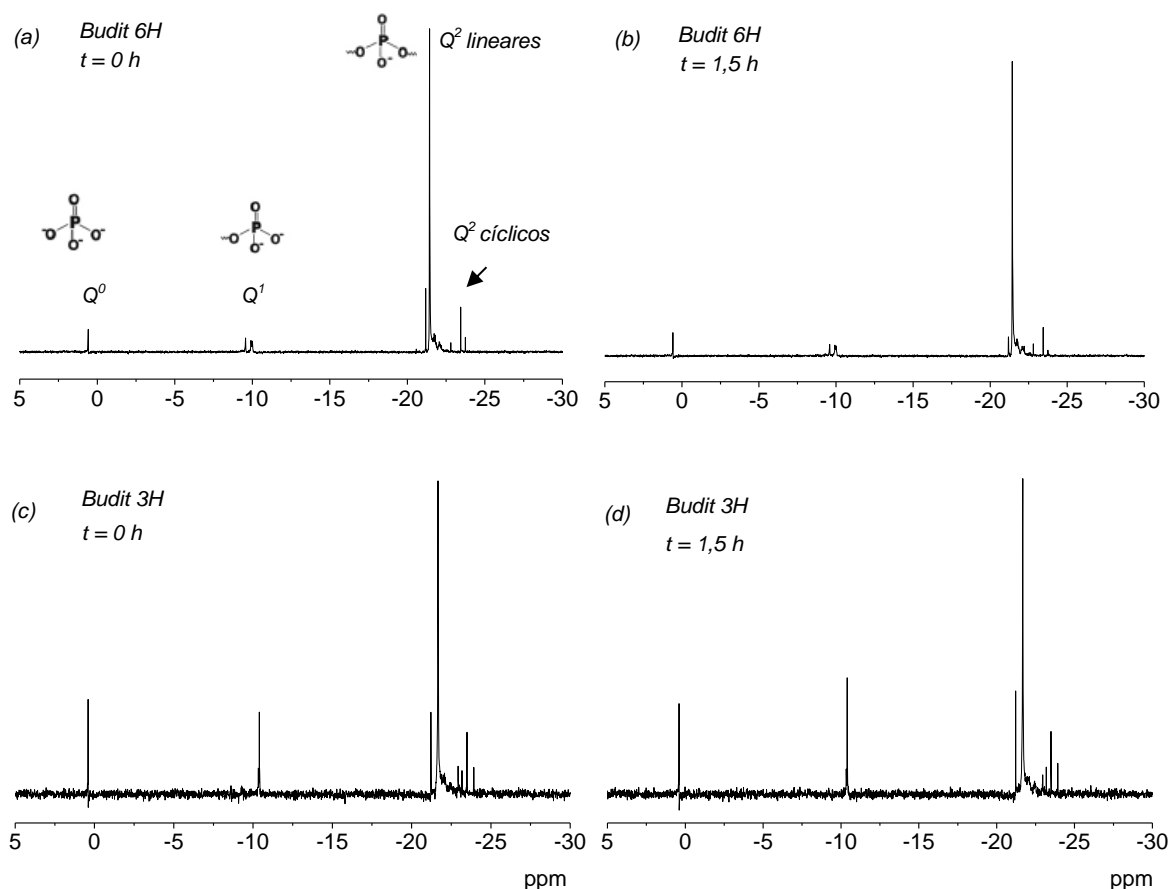 (a) Budit 6H
t = 0 h
Q² lineares
Q² cíclicos
Q⁰
Q¹
O
P
⁻O
O⁻
O⁻
O
P
O
O⁻
O⁻
O
P
O
O
O⁻
5 0 -5 -10 -15 -20 -25 -30
(b) Budit 6H
t = 1,5 h
5 0 -5 -10 -15 -20 -25 -30
(c) Budit 3H
t = 0 h
5 0 -5 -10 -15 -20 -25 -30
ppm
(d) Budit 3H
t = 1,5 h
5 0 -5 -10 -15 -20 -25 -30
ppm